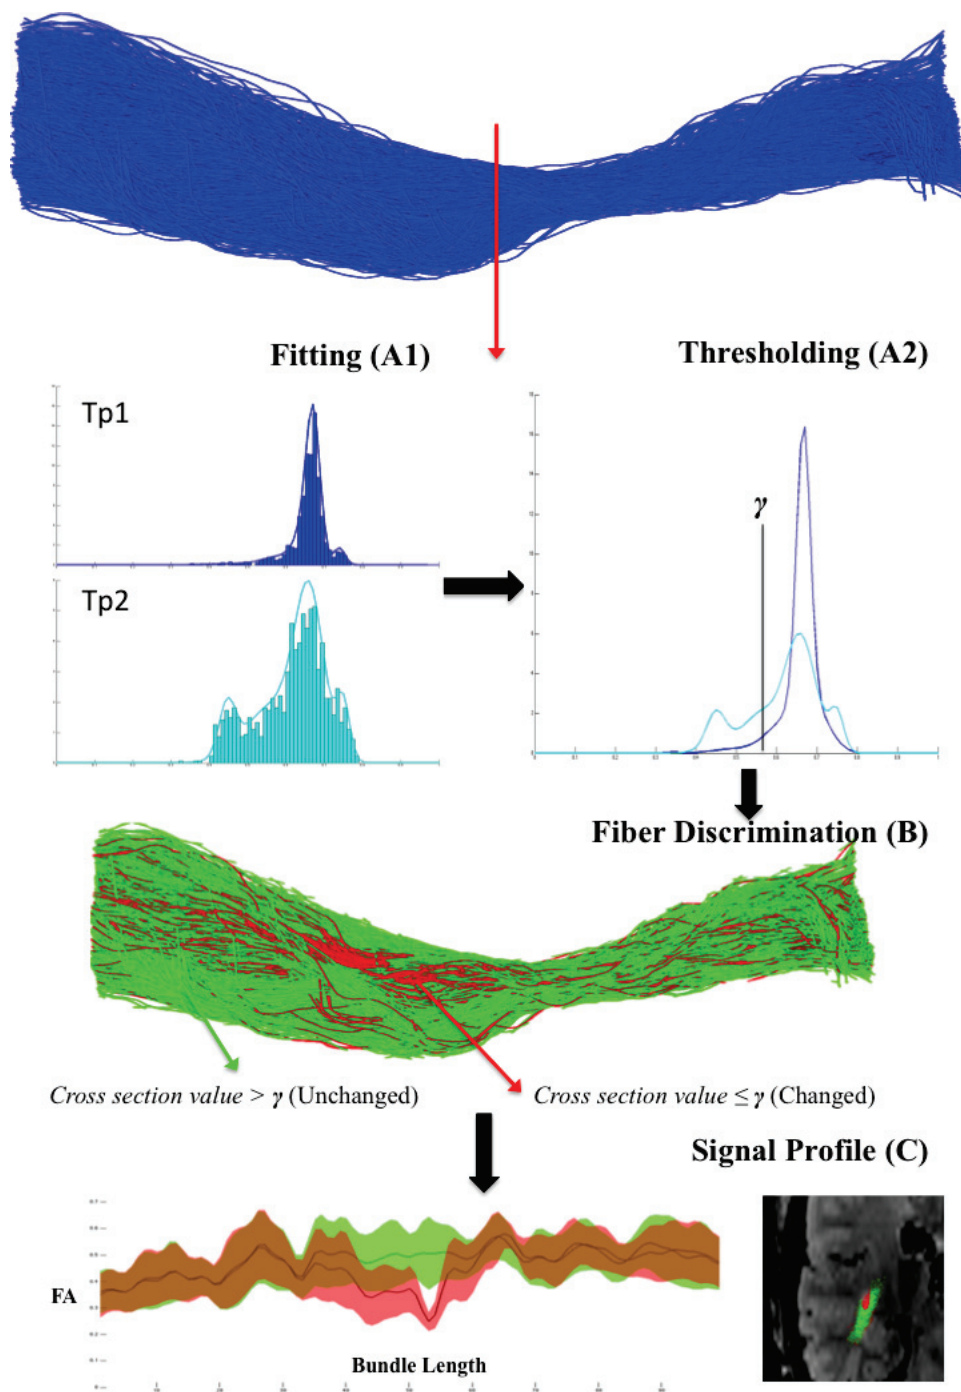 Fitting (A1)
Thresholding (A2)
Tp1
Tp2
γ
Fiber Discrimination (B)
Cross section value > γ (Unchanged)
Cross section value ≤ γ (Changed)
Signal Profile (C)
FA
Bundle Length